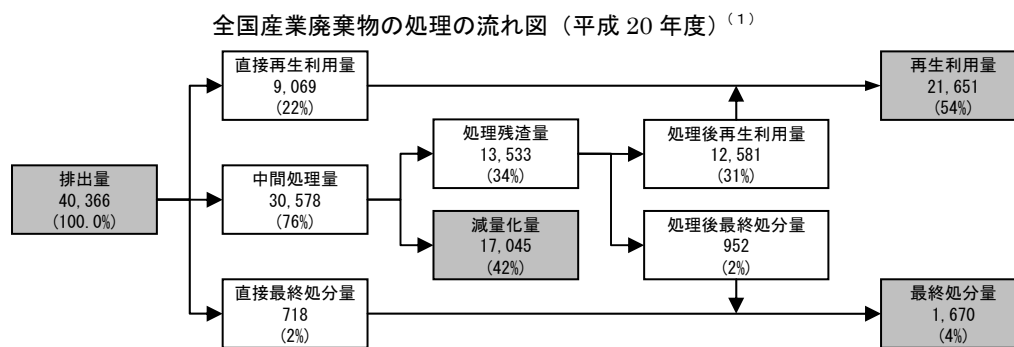 全国産業廃棄物の処理の流れ図（平成 20 年度）（１）
直接再生利用量
9,069
(22%)
再生利用量
21,651
(54%)
処理残渣量
13,533
(34%)
処理後再生利用量
12,581
(31%)
排出量
40,366
(100.0%)
中間処理量
30,578
(76%)
減量化量
17,045
(42%)
処理後最終処分量
952
(2%)
直接最終処分量
718
(2%)
最終処分量
1,670
(4%)